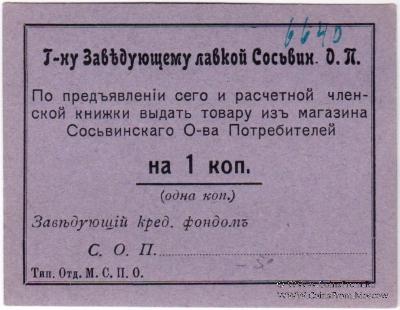 6640
Г-ну Завѣдующему лавкой Сосьвин. О. П.
По предъявленіи сего и расчетной член-
ской книжки выдать товару изъ магазина
Сосьвинскаго О-ва Потребителей
на 1 коп.
(одна коп.)
Завѣдующій кред. фондомъ
С. О. П.
Тип. Отд. М. С. П. О.